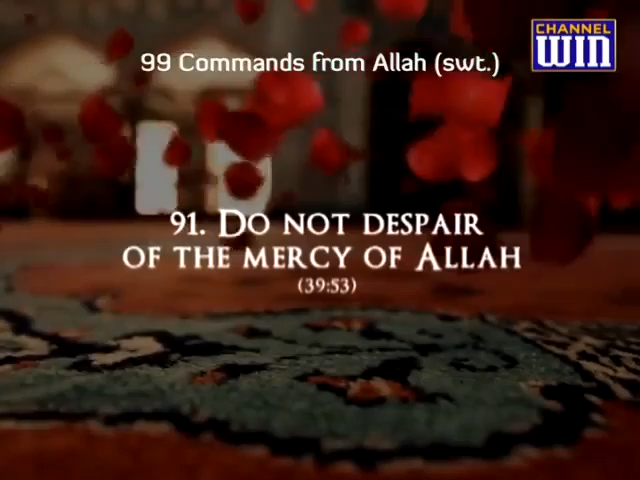 99 Commands from Allah (swt.)
CHANNEL
WIN
91. Do not despair
of the mercy of Allah
(39:53)